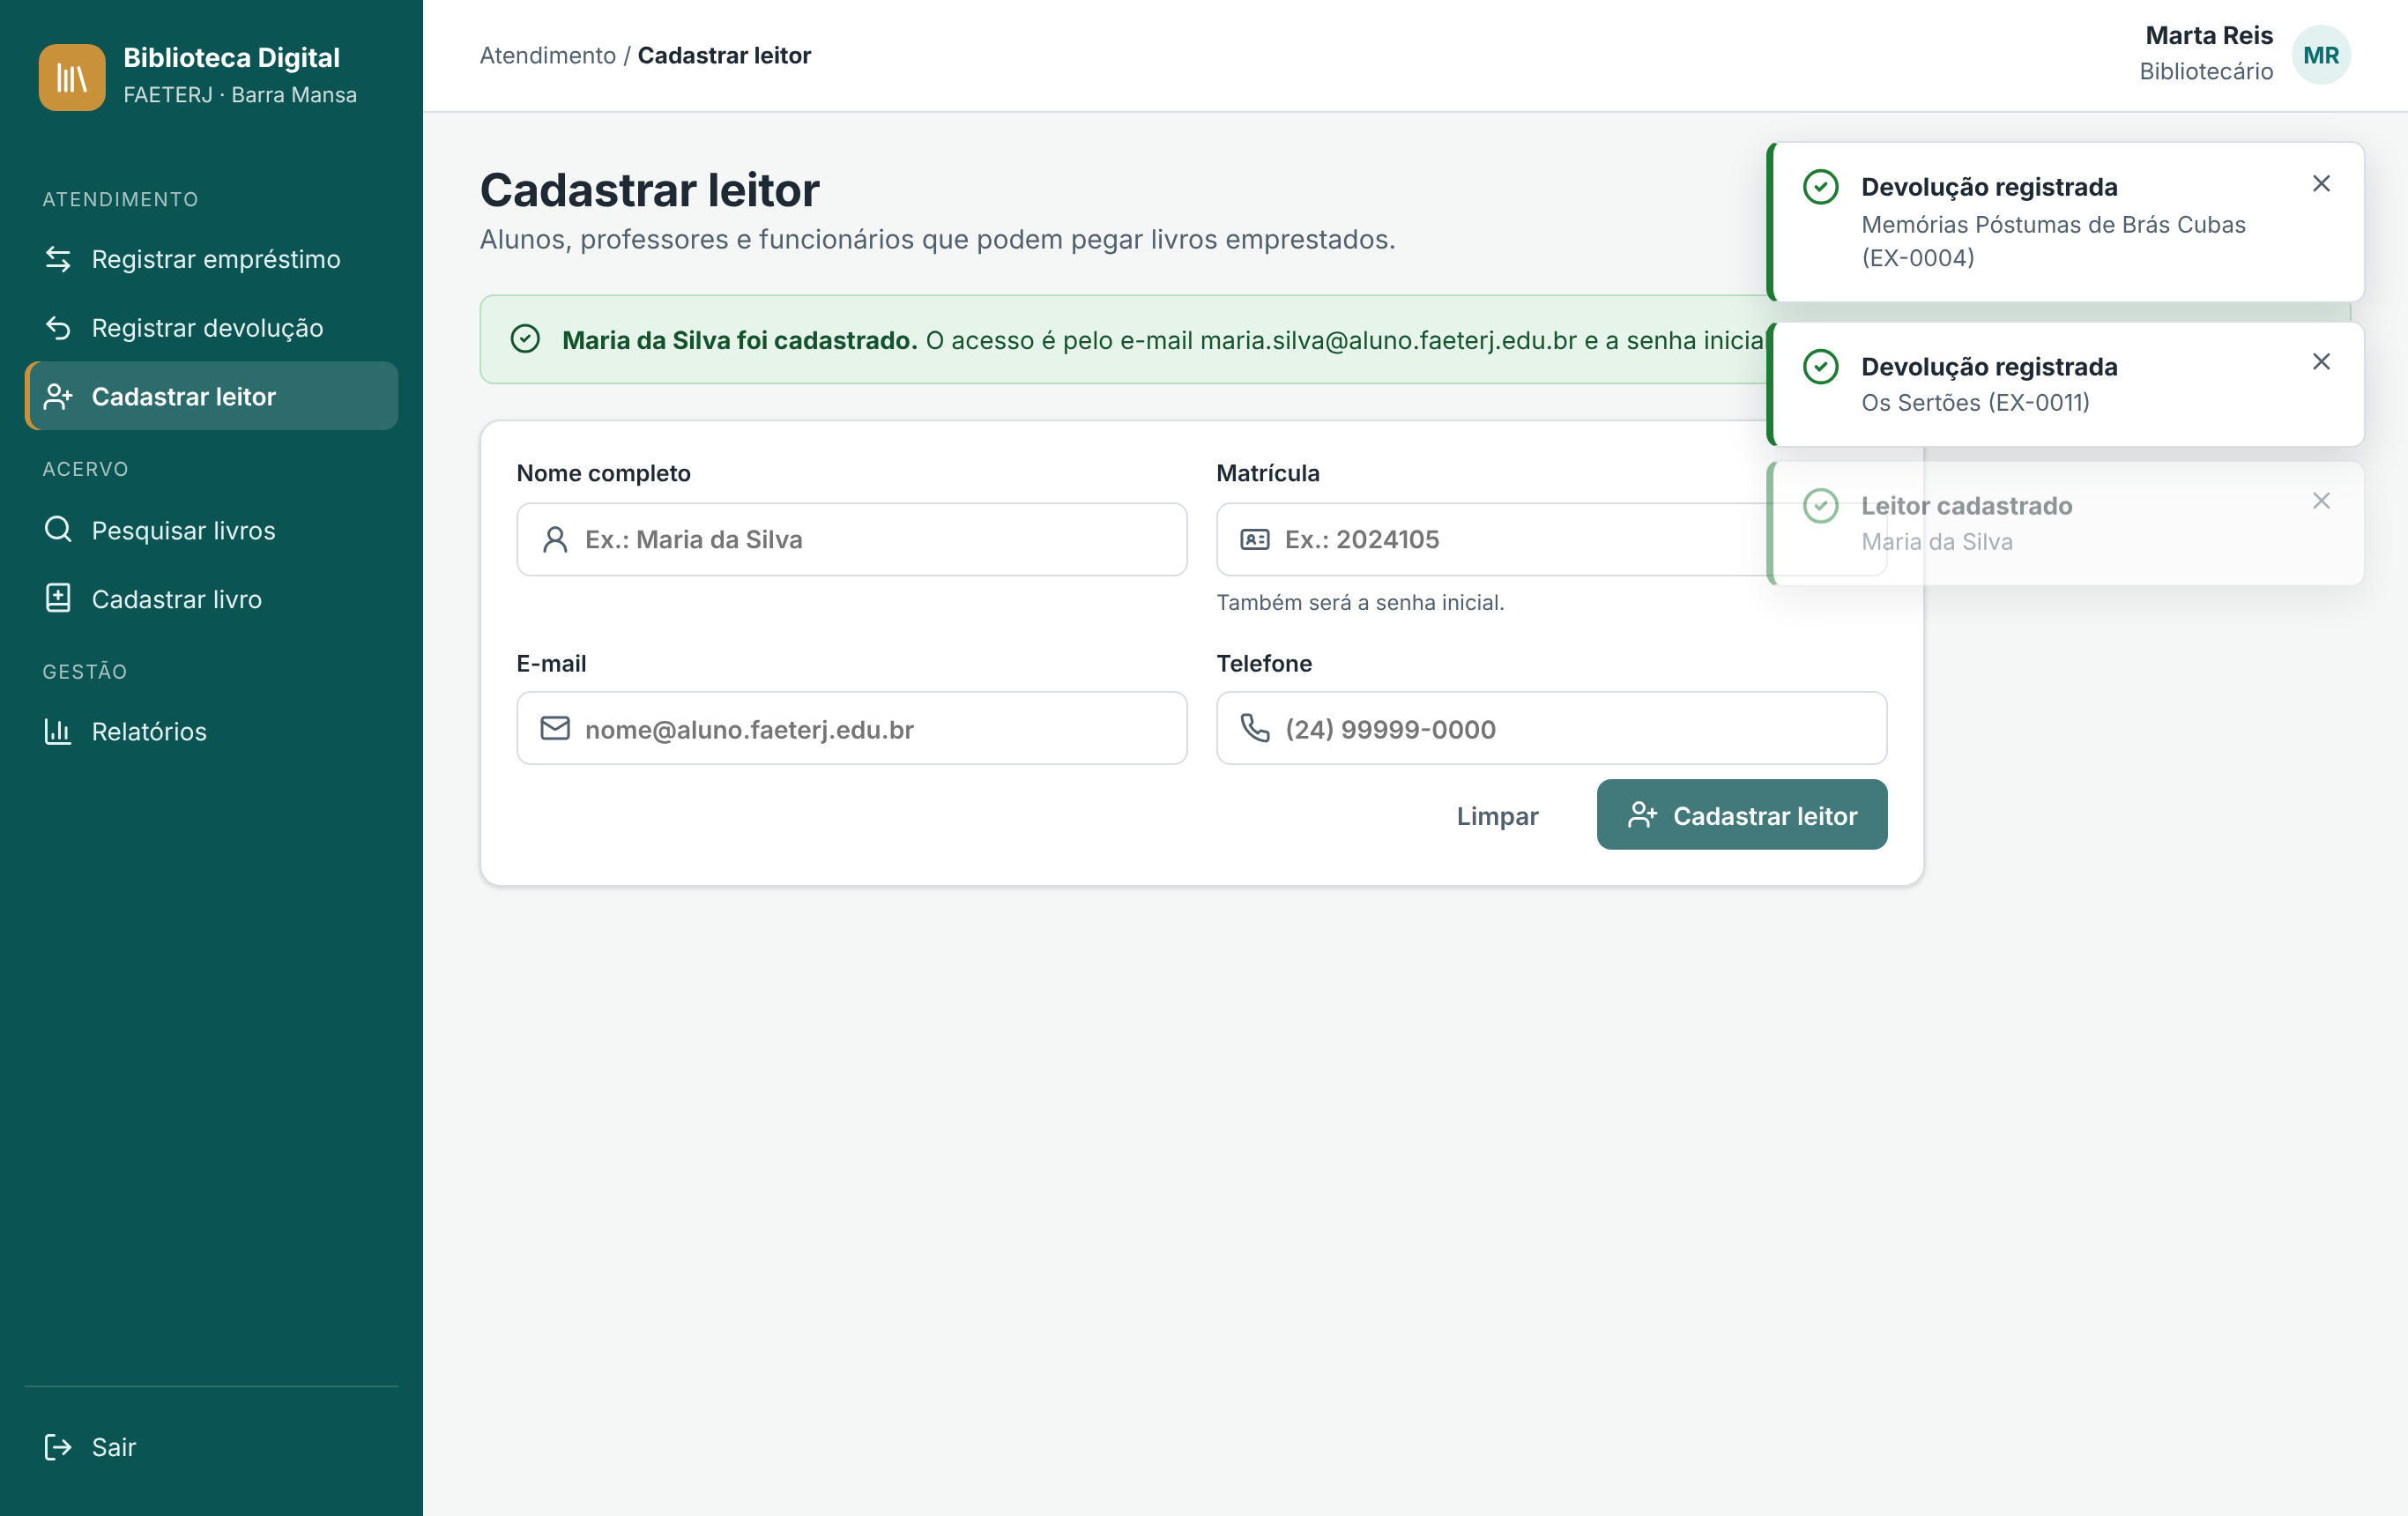 Biblioteca Digital
FAETERJ · Barra Mansa
ATENDIMENTO
Registrar empréstimo
Registrar devolução
Cadastrar leitor
ACERVO
Pesquisar livros
Cadastrar livro
GESTÃO
Relatórios
Sair
Atendimento / Cadastrar leitor
Marta Reis
Bibliotecário
MR
Cadastrar leitor
Alunos, professores e funcionários que podem pegar livros emprestados.
Maria da Silva foi cadastrado. O acesso é pelo e-mail maria.silva@aluno.faeterj.edu.br e a senha inicial
Devolução registrada
Memórias Póstumas de Brás Cubas
(EX-0004)
Devolução registrada
Os Sertões (EX-0011)
Leitor cadastrado
Maria da Silva
Nome completo
Ex.: Maria da Silva
Matrícula
Ex.: 2024105
Também será a senha inicial.
E-mail
nome@aluno.faeterj.edu.br
Telefone
(24) 99999-0000
Limpar
Cadastrar leitor